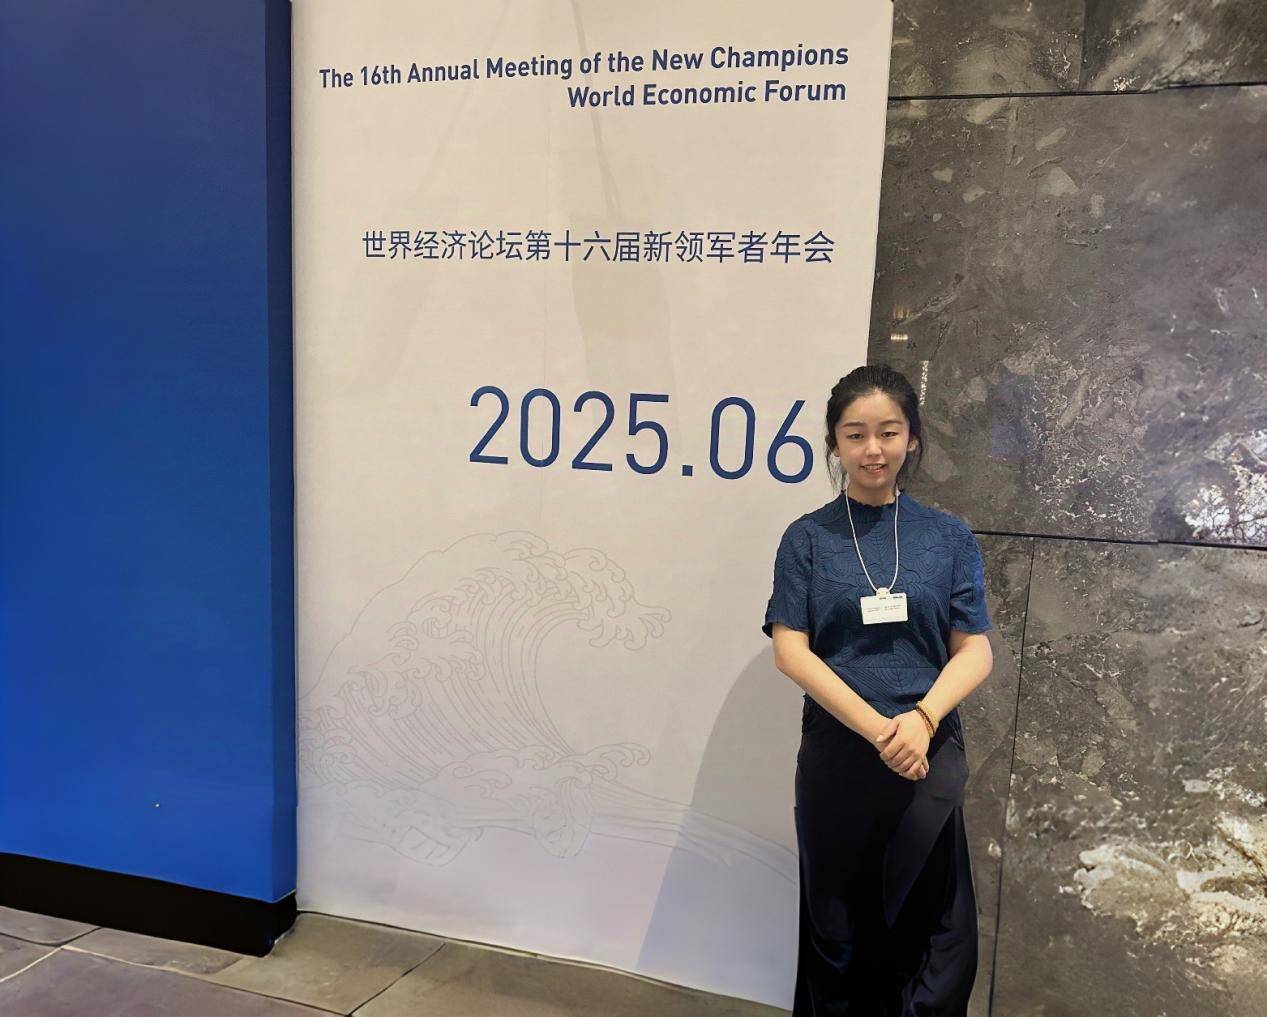 The 16th Annual Meeting of the New Champions
World Economic Forum
世界经济论坛第十六届新领军者年会
2025.06